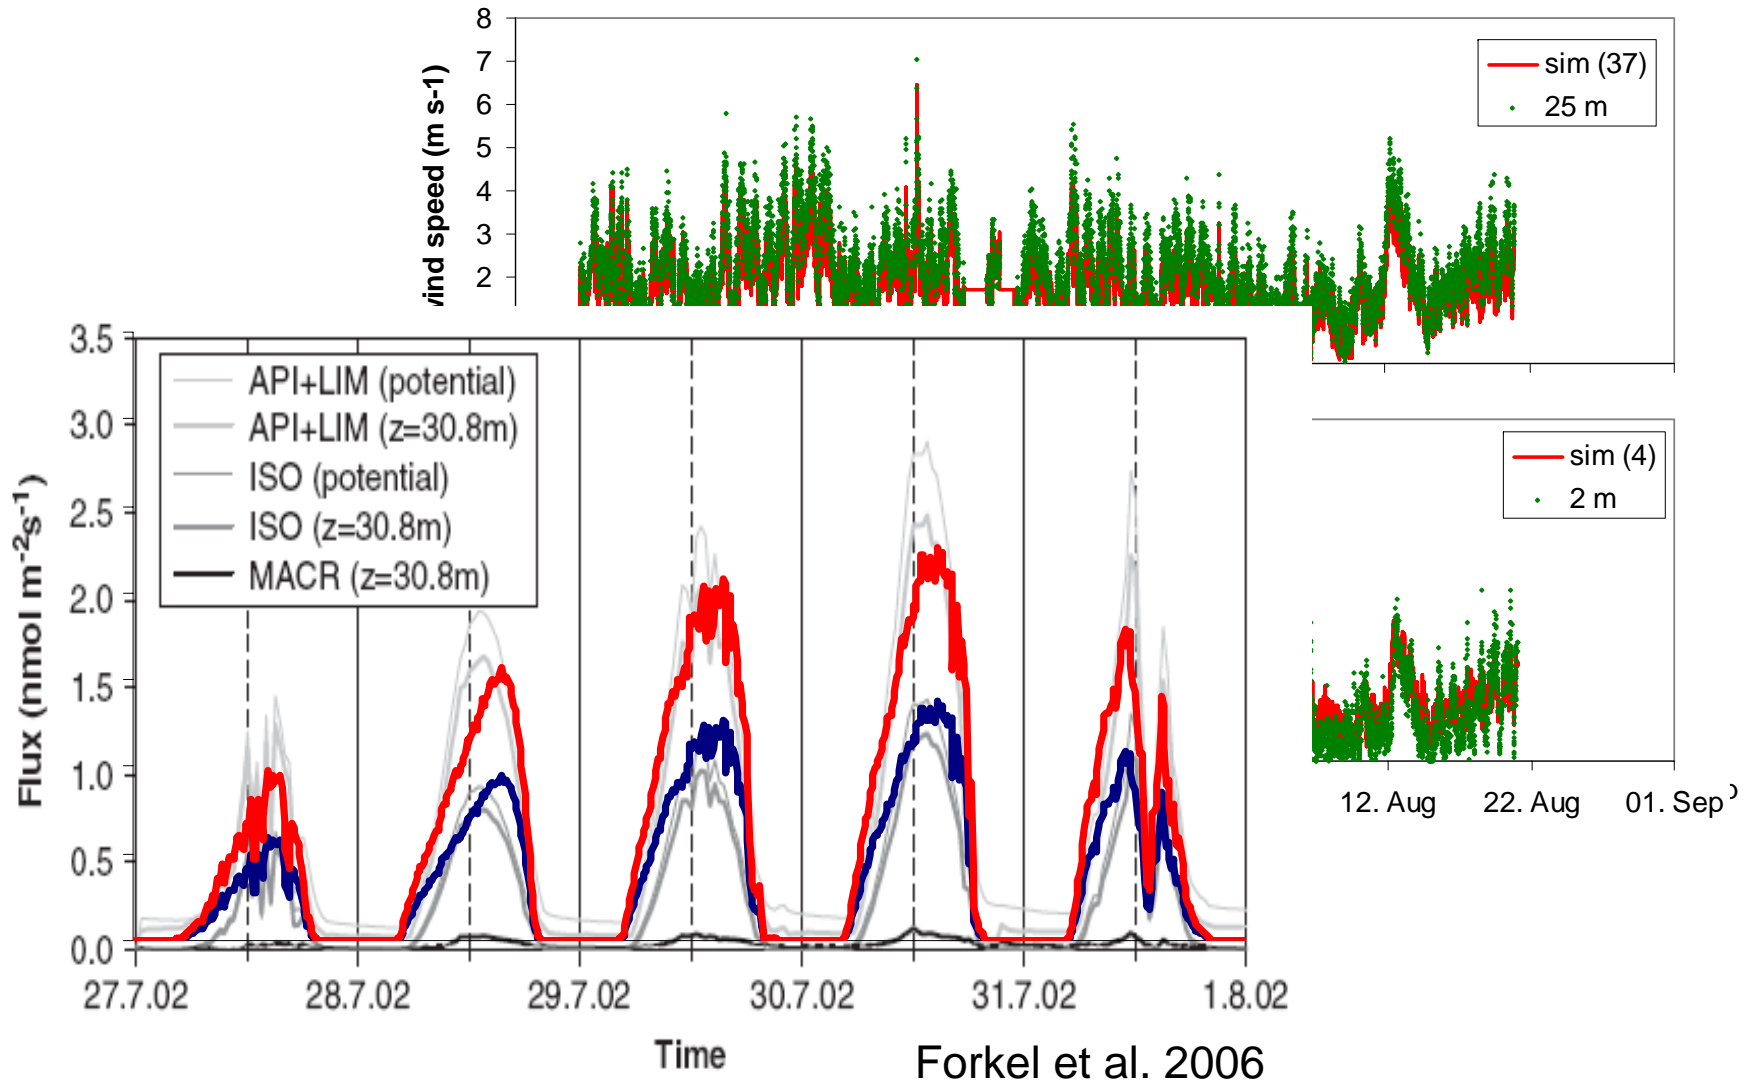 8
7
6
5
4
3
2
wind speed (m s-1)
sim (37)
25 m
3.5
3.0
2.5
2.0
1.5
1.0
0.5
0.0
Flux (nmol m⁻²s⁻¹)
API+LIM (potential)
API+LIM (z=30.8m)
ISO (potential)
ISO (z=30.8m)
MACR (z=30.8m)
sim (4)
2 m
12. Aug 22. Aug 01. Sep
27.7.02 28.7.02 29.7.02 30.7.02 31.7.02 1.8.02
Time
Forkel et al. 2006